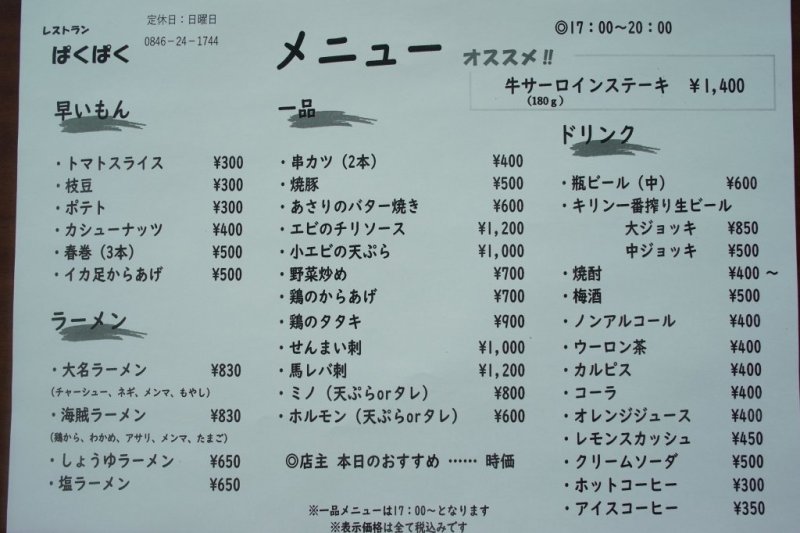 レストラン
ぱくぱく
定休日：日曜日
0846-24-1744
メニュー
◎17：00〜20：00
オススメ!!
牛サーロインステーキ ¥1,400
(180g)
早いもん
・トマトスライス ¥300
・枝豆 ¥300
・ポテト ¥300
・カシューナッツ ¥400
・春巻（3本） ¥500
・イカ足からあげ ¥500
ラーメン
・大名ラーメン ¥830
（チャーシュー、ネギ、メンマ、もやし）
・海賊ラーメン ¥830
（鶏から、わかめ、アサリ、メンマ、たまご）
・しょうゆラーメン ¥650
・塩ラーメン ¥650
一品
・串カツ（2本） ¥400
・焼豚 ¥500
・あさりのバター焼き ¥600
・エビのチリソース ¥1,200
・小エビの天ぷら ¥1,000
・野菜炒め ¥700
・鶏のからあげ ¥700
・鶏のタタキ ¥900
・せんまい刺 ¥1,000
・馬レバ刺 ¥1,200
・ミノ（天ぷらorタレ） ¥800
・ホルモン（天ぷらorタレ） ¥600
◎店主 本日のおすすめ …… 時価
※一品メニューは17：00〜となります
※表示価格は全て税込みです
ドリンク
・瓶ビール（中） ¥600
・キリン一番搾り生ビール
大ジョッキ ¥850
中ジョッキ ¥500
・焼酎 ¥400〜
・梅酒 ¥500
・ノンアルコール ¥400
・ウーロン茶 ¥400
・カルピス ¥400
・コーラ ¥400
・オレンジジュース ¥400
・レモンスカッシュ ¥450
・クリームソーダ ¥500
・ホットコーヒー ¥300
・アイスコーヒー ¥350